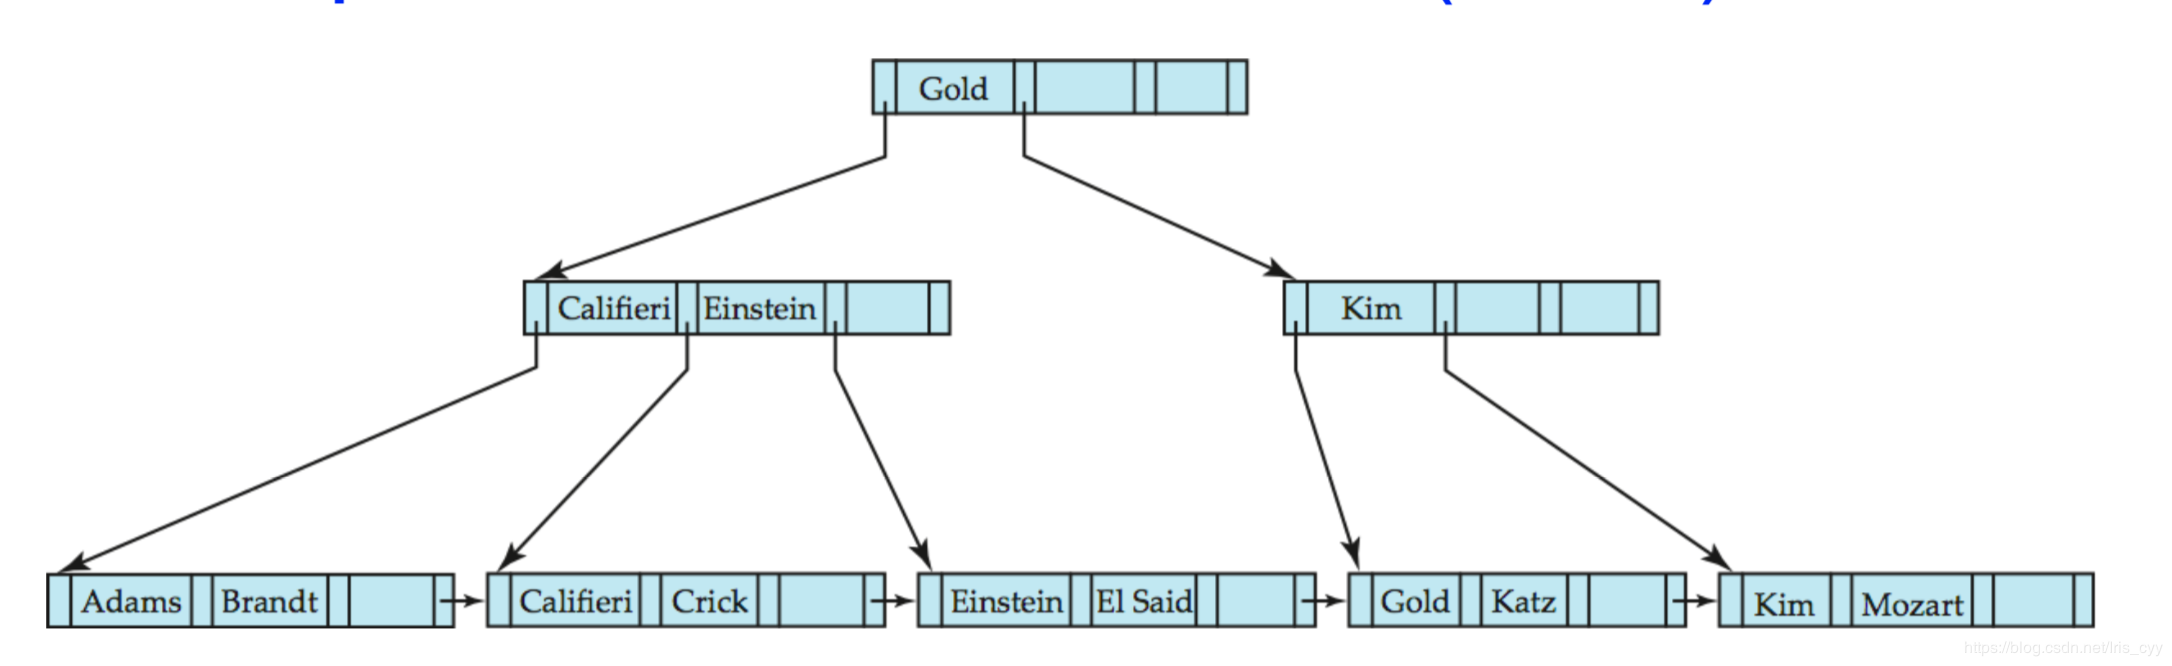 Gold
Califieri Einstein
Kim
Adams Brandt
Califieri Crick
Einstein El Said
Gold Katz
Kim Mozart
https://blog.csdn.net/Iris_cyy